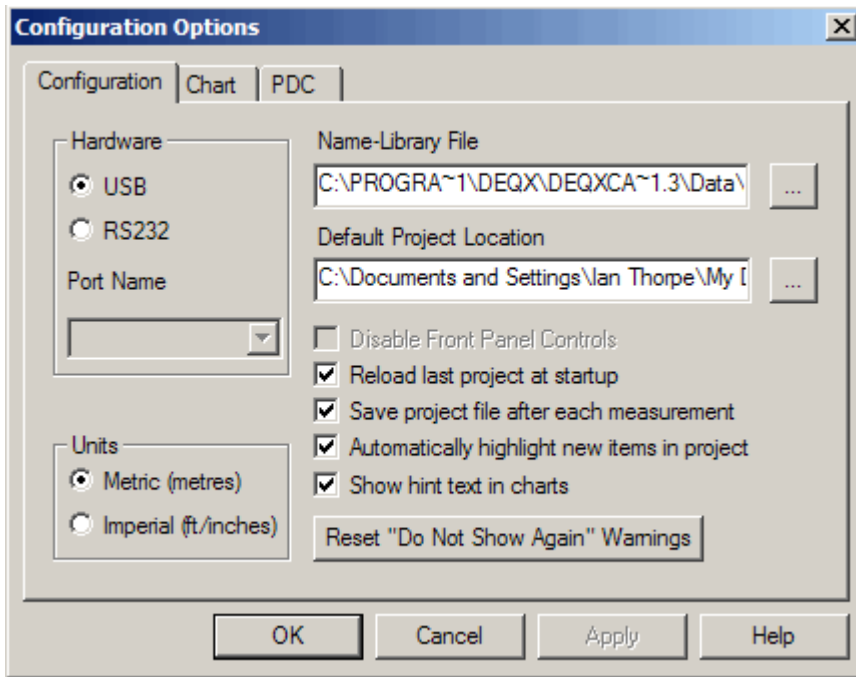 Configuration Options
Configuration Chart PDC
Hardware
USB
RS232
Port Name
Units
Metric (metres)
Imperial (ft/inches)
Name-Library File
C:\PROGRA~1\DEQX\DEQXCA~1.3\Data\
...
Default Project Location
C:\Documents and Settings\Ian Thorpe\My
...
Disable Front Panel Controls
Reload last project at startup
Save project file after each measurement
Automatically highlight new items in project
Show hint text in charts
Reset "Do Not Show Again" Warnings
OK Cancel Apply Help